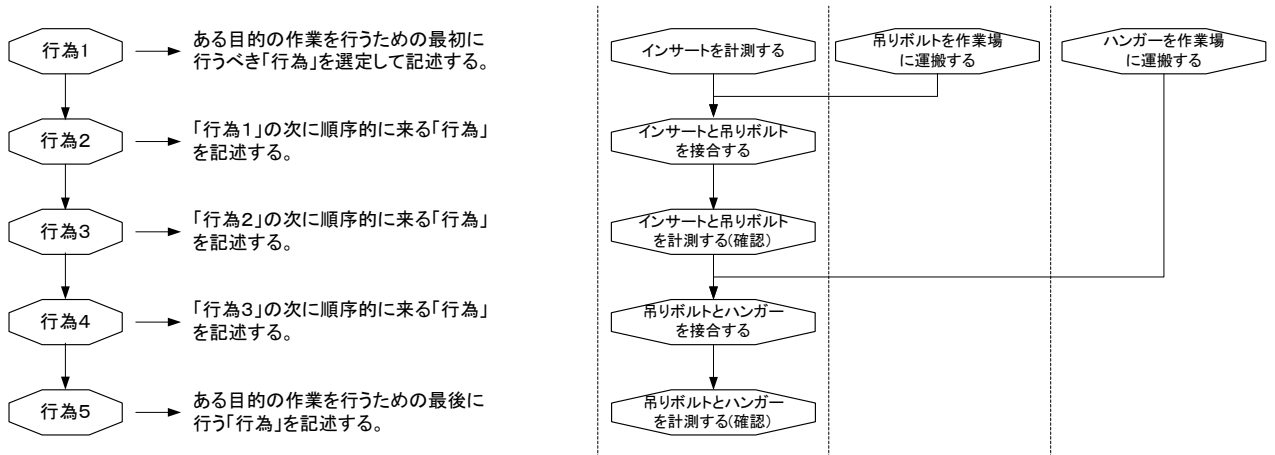 行為1
ある目的の作業を行うための最初に
行うべき「行為」を選定して記述する。
行為2
「行為1」の次に順序的に来る「行為」
を記述する。
行為3
「行為2」の次に順序的に来る「行為」
を記述する。
行為4
「行為3」の次に順序的に来る「行為」
を記述する。
行為5
ある目的の作業を行うための最後に
行う「行為」を記述する。
インサートを計測する
吊りボルトを作業場
に運搬する
ハンガーを作業場
に運搬する
インサートと吊りボルト
を接合する
インサートと吊りボルト
を計測する(確認)
吊りボルトとハンガー
を接合する
吊りボルトとハンガー
を計測する(確認)